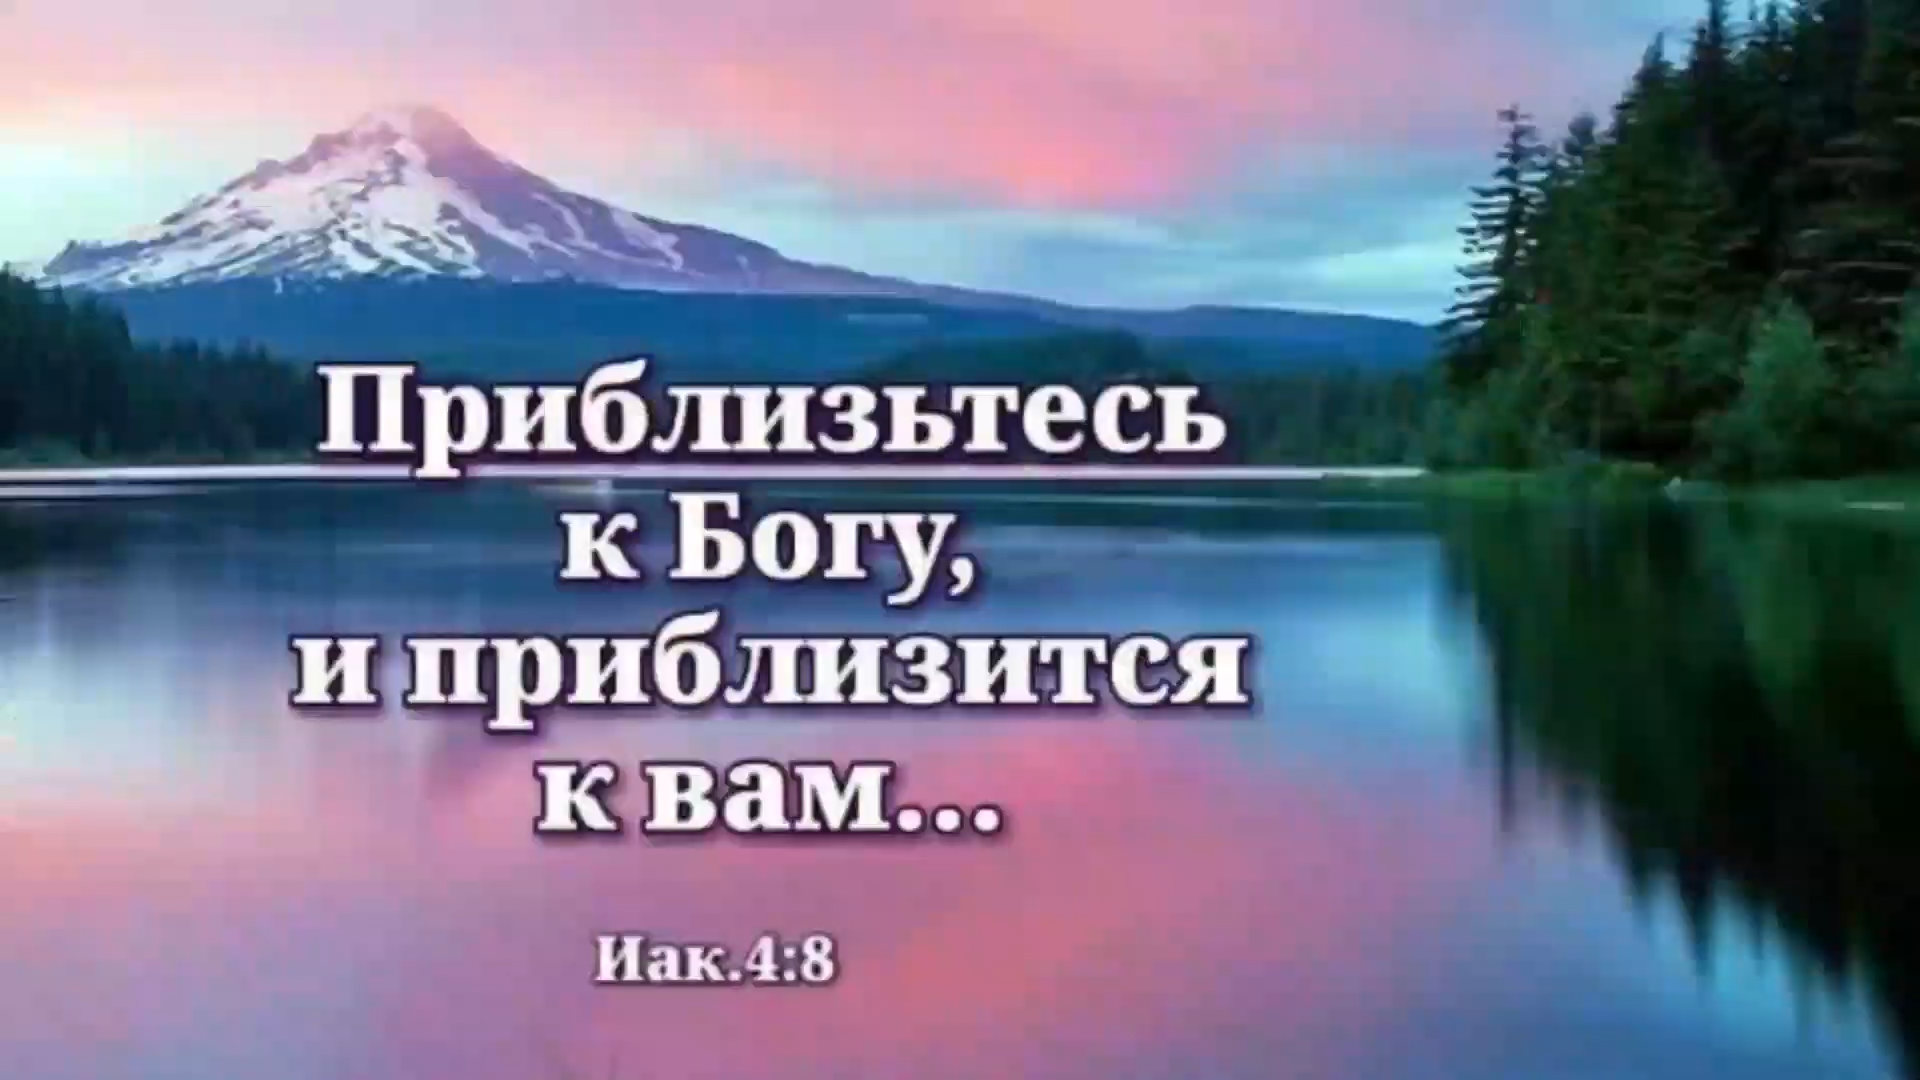 Приблизьтесь
к Богу,
и приблизится
к вам...
Иак.4:8